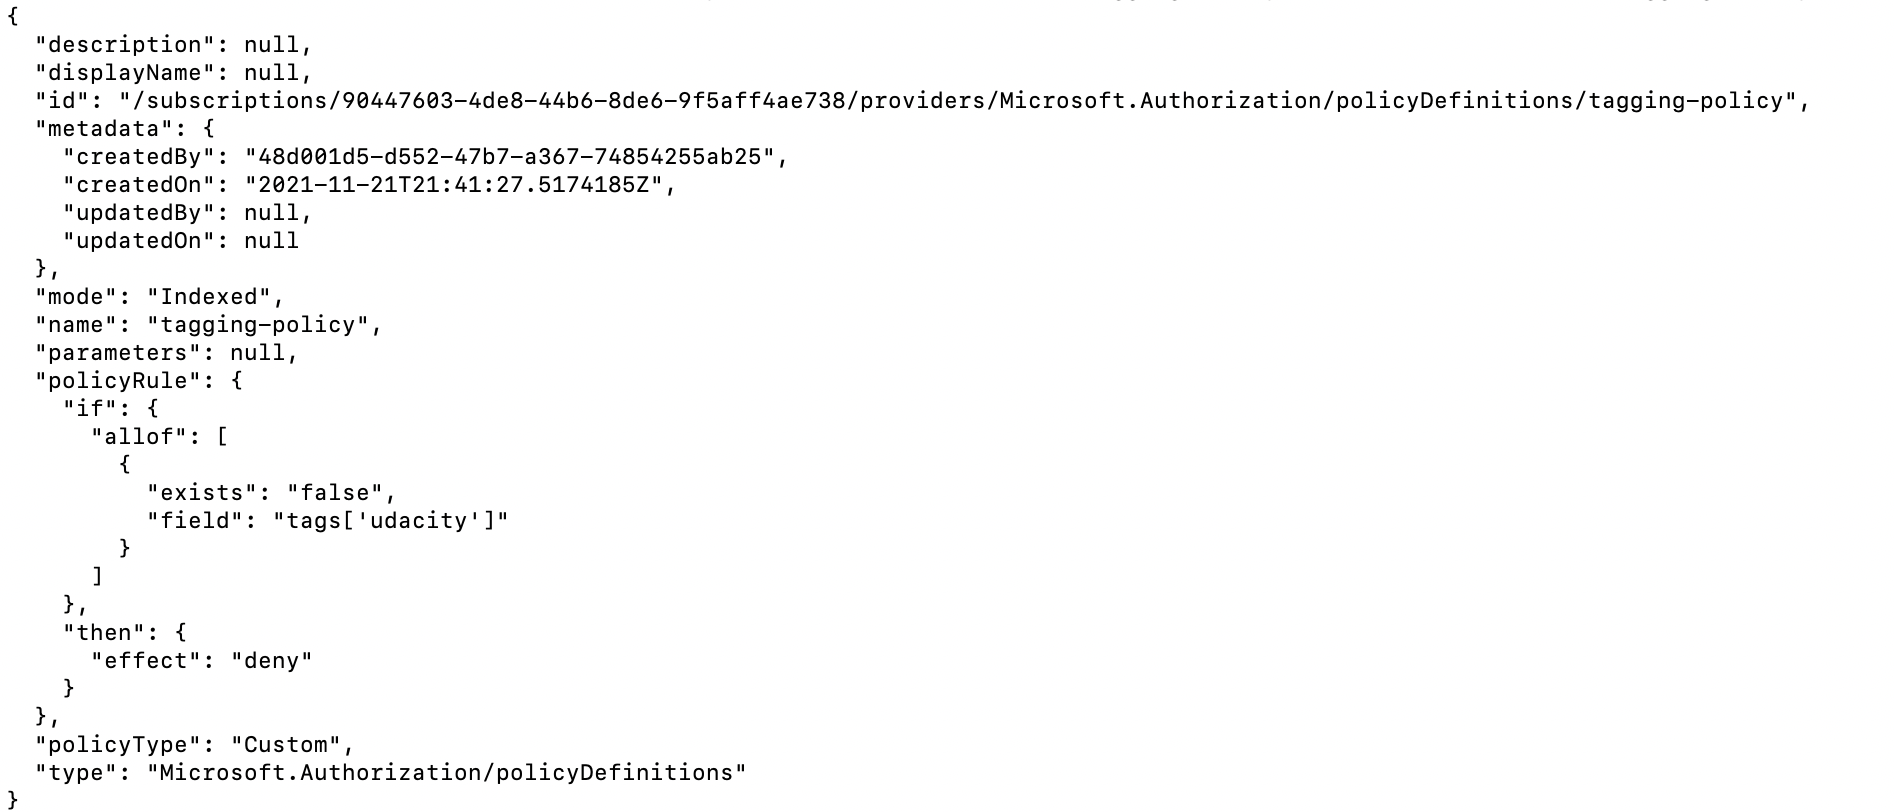 {
  "description": null,
  "displayName": null,
  "id": "/subscriptions/90447603-4de8-44b6-8de6-9f5aff4ae738/providers/Microsoft.Authorization/policyDefinitions/tagging-policy",
  "metadata": {
    "createdBy": "48d001d5-d552-47b7-a367-74854255ab25",
    "createdOn": "2021-11-21T21:41:27.5174185Z",
    "updatedBy": null,
    "updatedOn": null
  },
  "mode": "Indexed",
  "name": "tagging-policy",
  "parameters": null,
  "policyRule": {
    "if": {
      "allof": [
        {
          "exists": "false",
          "field": "tags['udacity']"
        }
      ]
    },
    "then": {
      "effect": "deny"
    }
  },
  "policyType": "Custom",
  "type": "Microsoft.Authorization/policyDefinitions"
}